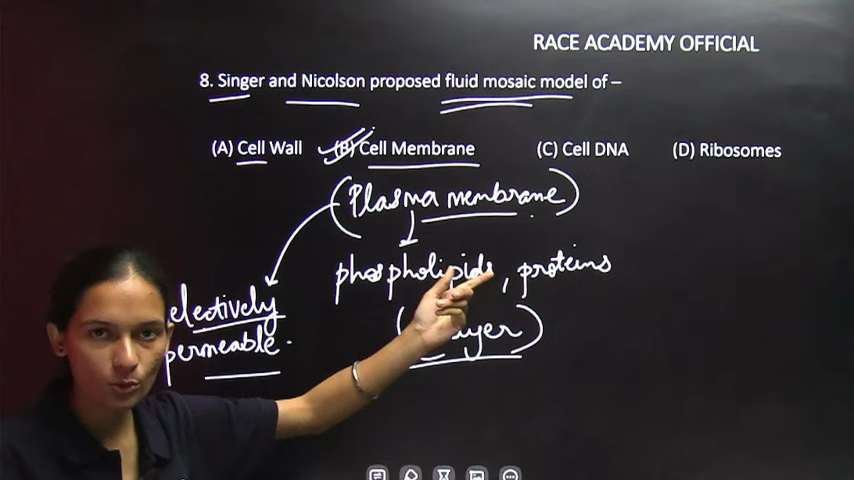 RACE ACADEMY OFFICIAL
8. Singer and Nicolson proposed fluid mosaic model of –
(A) Cell Wall (B) Cell Membrane (C) Cell DNA (D) Ribosomes
(Plasma membrane)
phospholipids, proteins
permeable.